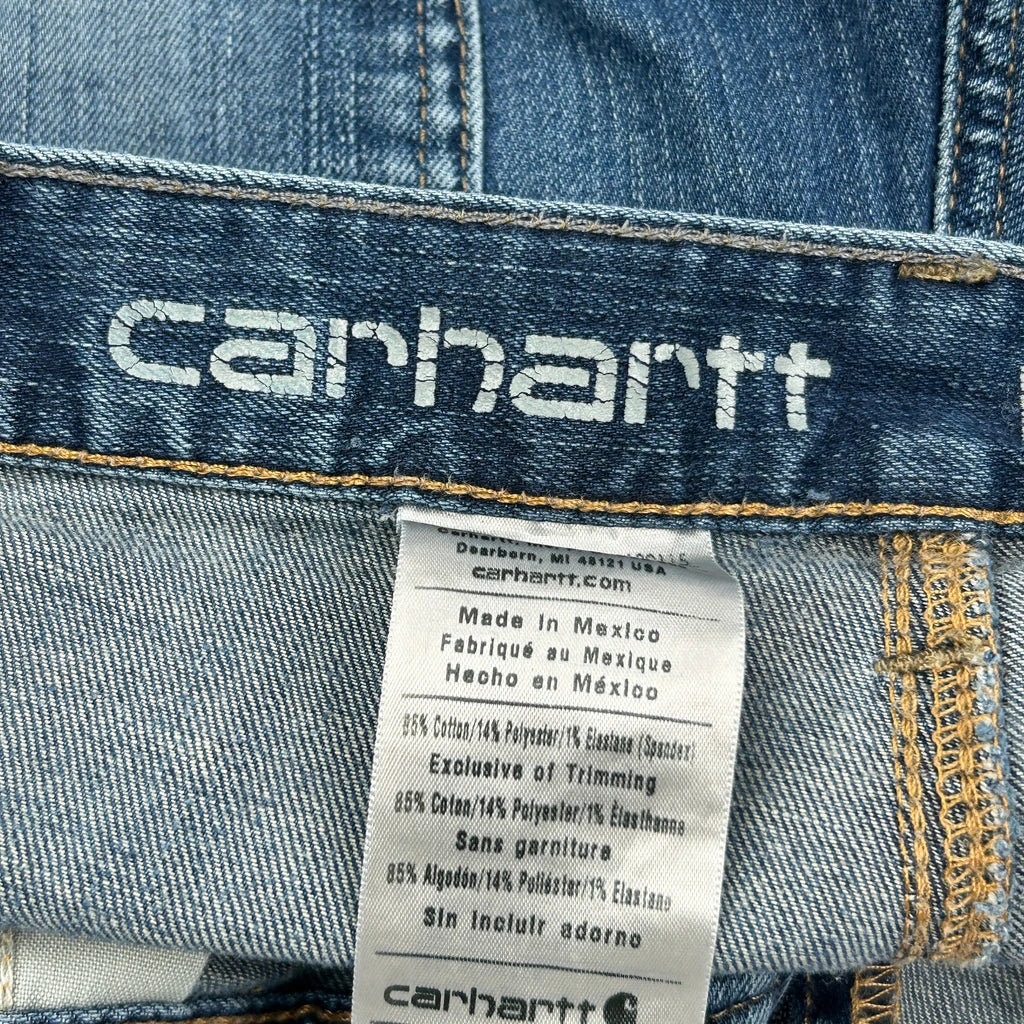 carhartt
Dearborn, MI 48121 USA
carhartt.com
Made in Mexico
Fabriqué au Mexique
Hecho en México
85% Cotton/14% Polyester/1% Elastane (Spandex)
Exclusive of Trimming
85% Coton/14% Polyester/1% Élasthanne
Sans garniture
85% Algodón/14% Poliéster/1% Elastano
Sin incluir adorno
carhartt